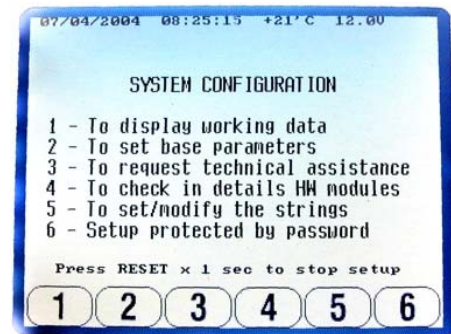 07/04/2004 08:25:15 +21'C 12.0V
SYSTEM CONFIGURATION
1 - To display working data
2 - To set base parameters
3 - To request technical assistance
4 - To check in details HW modules
5 - To set/modify the strings
6 - Setup protected by password
Press RESET x 1 sec to stop setup
1 2 3 4 5 6